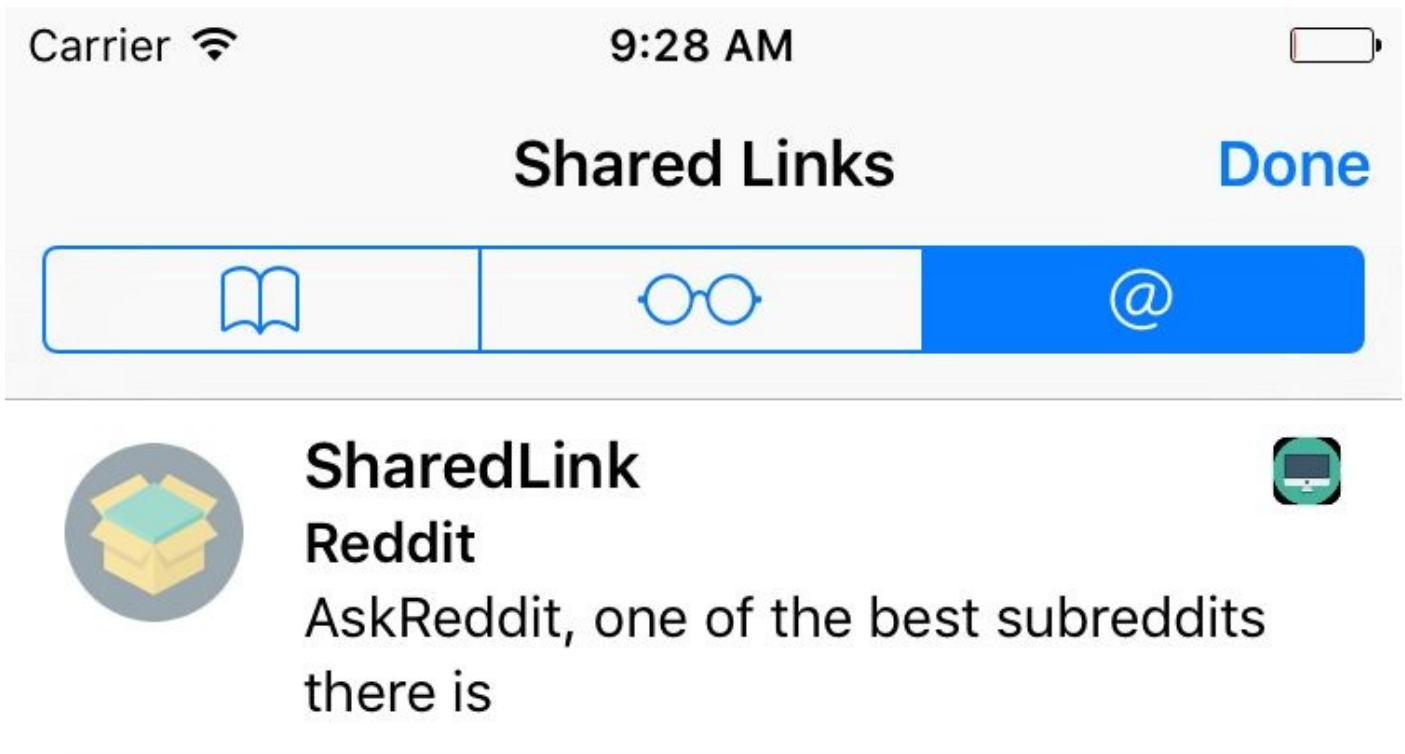 Carrier 9:28 AM
Shared Links Done
@
SharedLink
Reddit
AskReddit, one of the best subreddits
there is